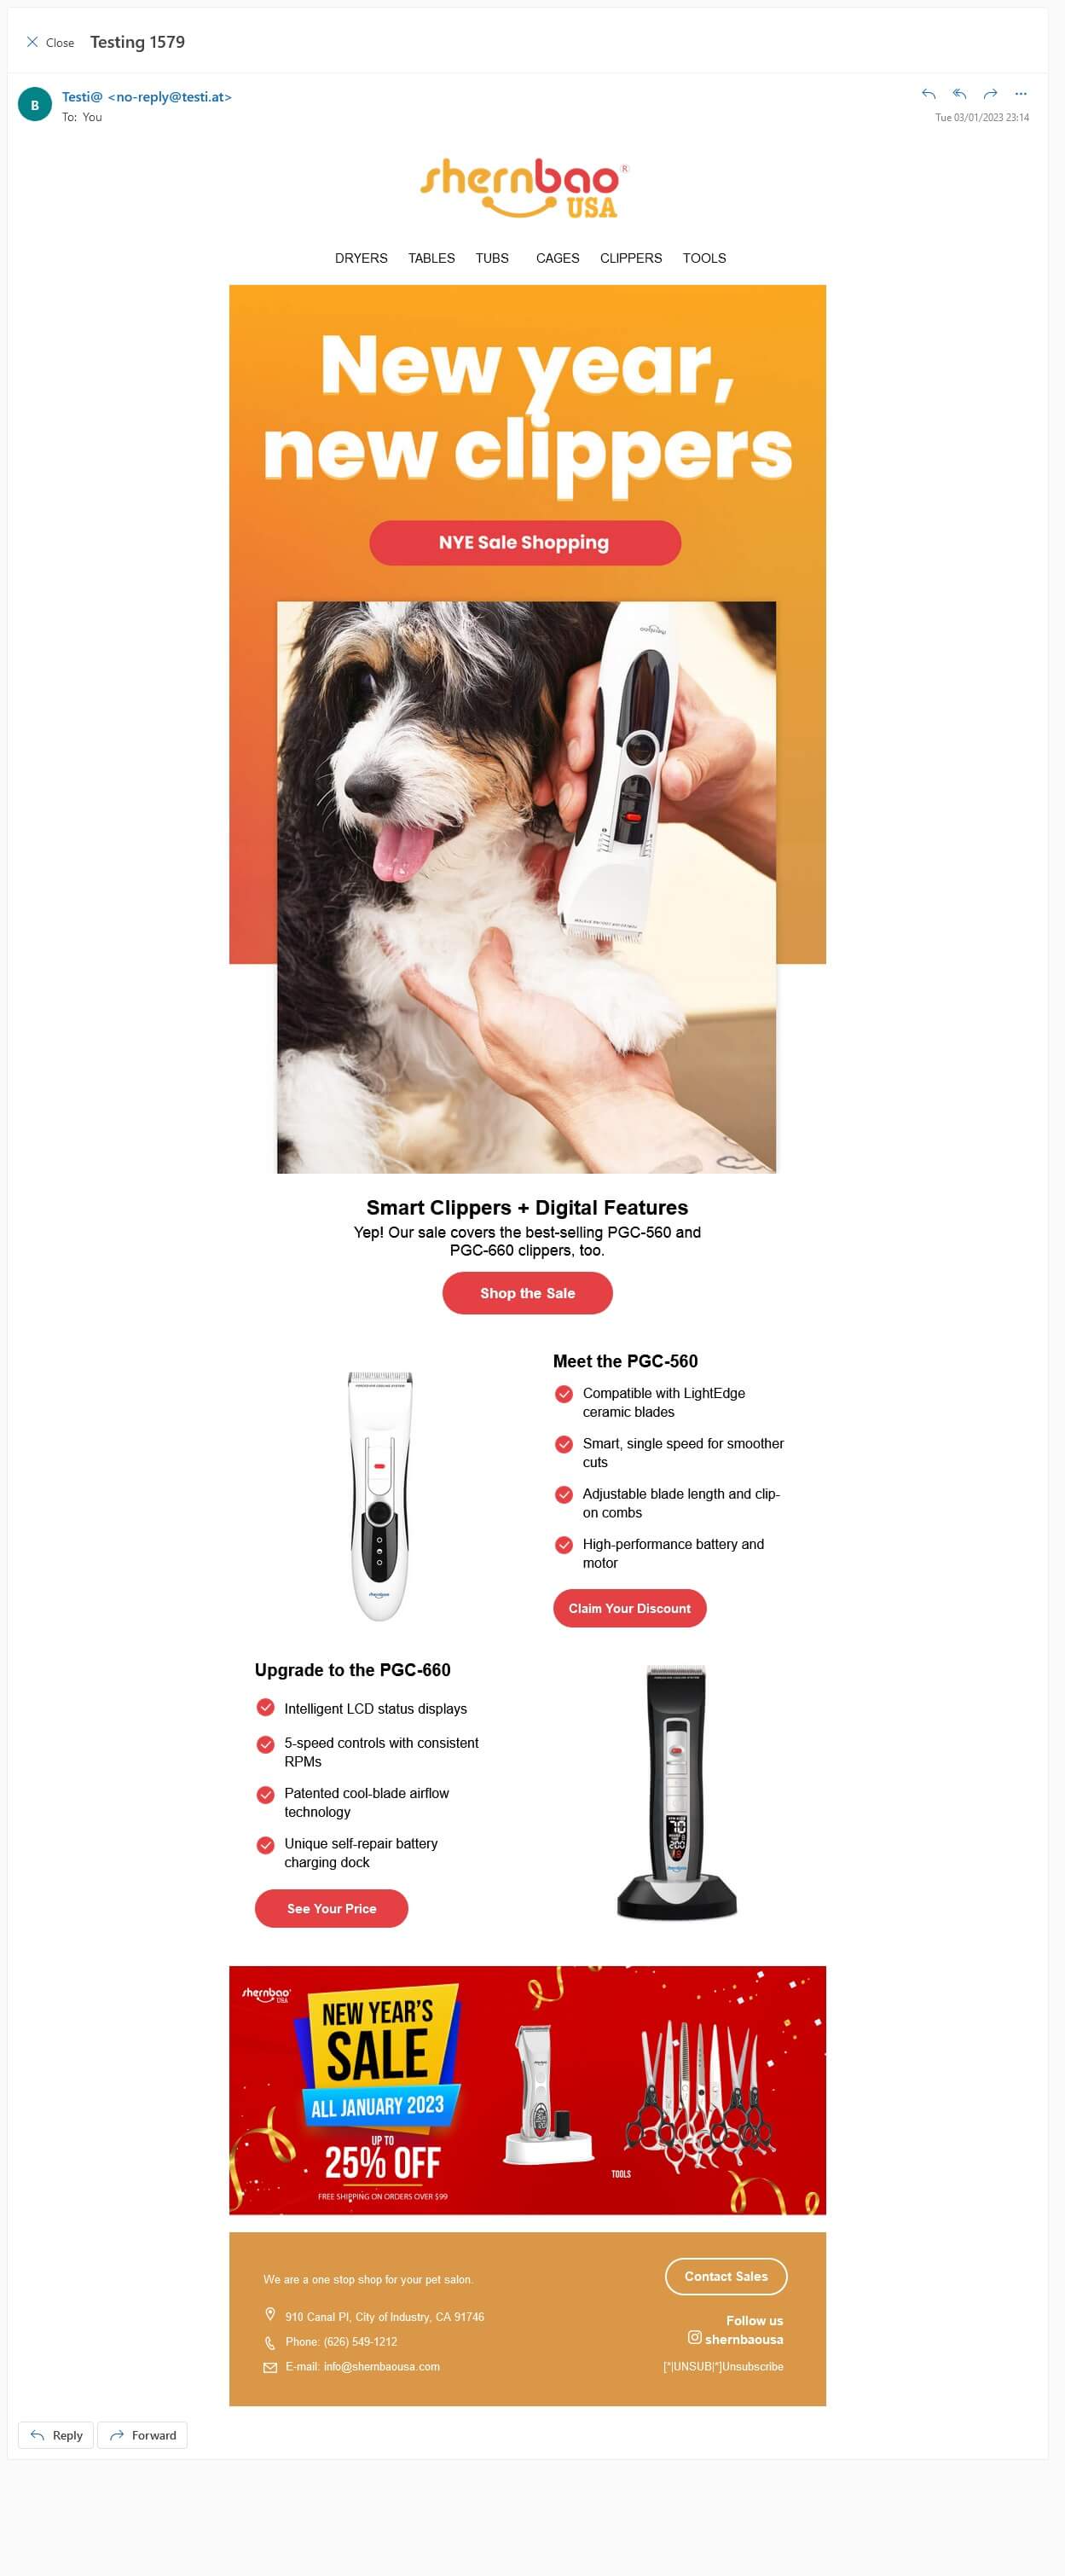 Close Testing 1579
B
Testi@ <no-reply@testi.at>
To: You
Tue 03/01/2023 23:14
shernbao®
USA
DRYERS TABLES TUBS CAGES CLIPPERS TOOLS
New year,
new clippers
NYE Sale Shopping
Smart Clippers + Digital Features
Yep! Our sale covers the best-selling PGC-560 and
PGC-660 clippers, too.
Shop the Sale
Meet the PGC-560
Compatible with LightEdge
ceramic blades
Smart, single speed for smoother
cuts
Adjustable blade length and clip-
on combs
High-performance battery and
motor
Claim Your Discount
shernbao
Upgrade to the PGC-660
Intelligent LCD status displays
5-speed controls with consistent
RPMs
Patented cool-blade airflow
technology
Unique self-repair battery
charging dock
See Your Price
70
200
shernbao
shernbao
USA
NEW YEAR'S
SALE
ALL JANUARY 2023
UP TO
25% OFF
FREE SHIPPING ON ORDERS OVER $99
TOOLS
We are a one stop shop for your pet salon.
910 Canal Pl, City of Industry, CA 91746
Phone: (626) 549-1212
E-mail: info@shernbaousa.com
Contact Sales
Follow us
shernbaousa
[*|UNSUB|*]Unsubscribe
Reply Forward